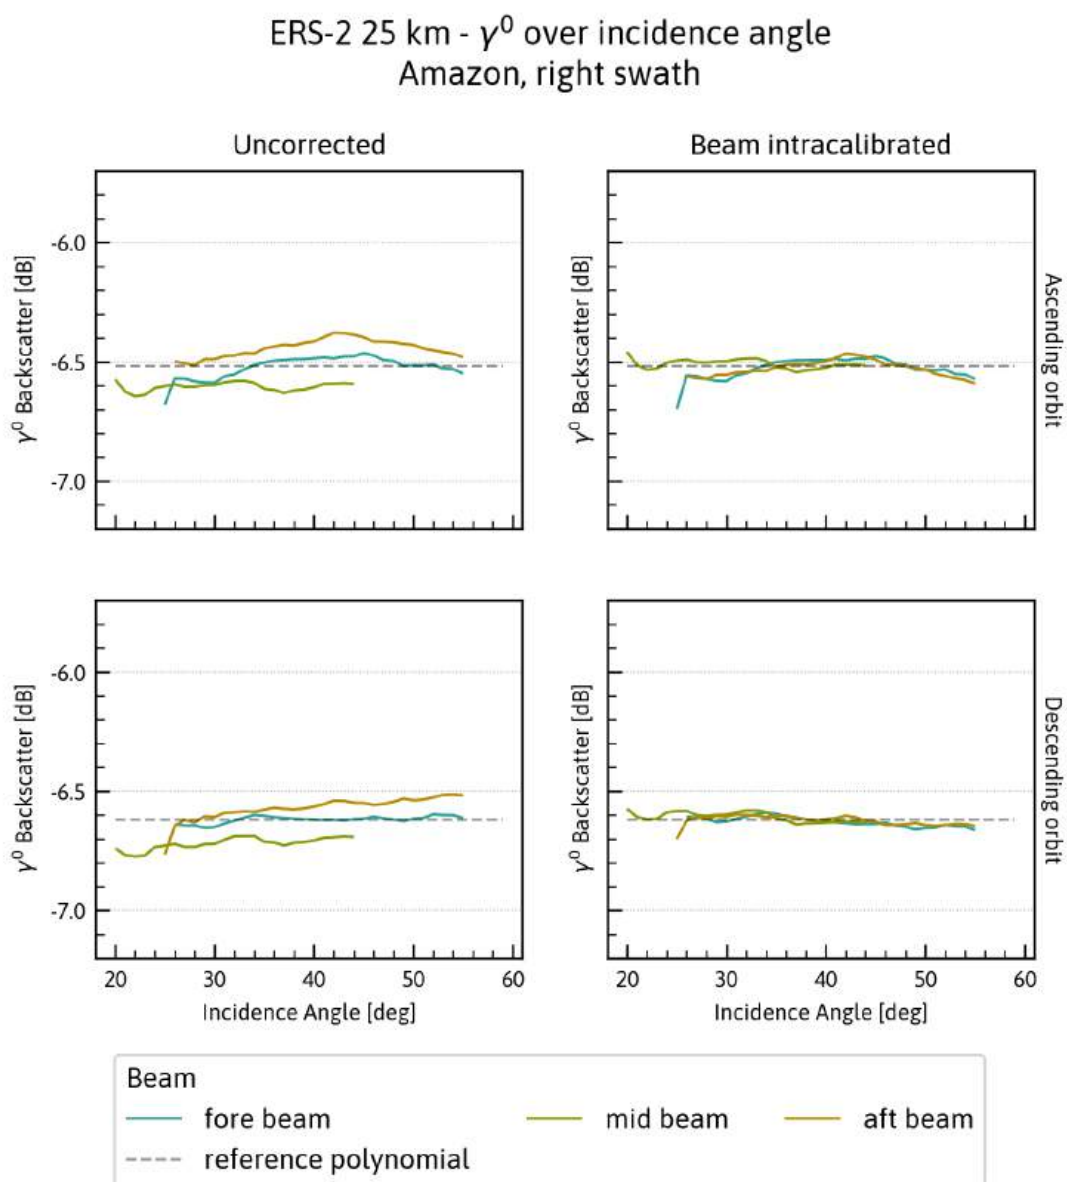 ERS-2 25 km - γ⁰ over incidence angle
Amazon, right swath
Uncorrected
Beam intracalibrated
γ⁰ Backscatter [dB]
-6.0
-6.5
-7.0
γ⁰ Backscatter [dB]
Ascending orbit
γ⁰ Backscatter [dB]
-6.0
-6.5
-7.0
γ⁰ Backscatter [dB]
Descending orbit
20 30 40 50 60
20 30 40 50 60
Incidence Angle [deg]
Incidence Angle [deg]
Beam
fore beam
mid beam
aft beam
reference polynomial